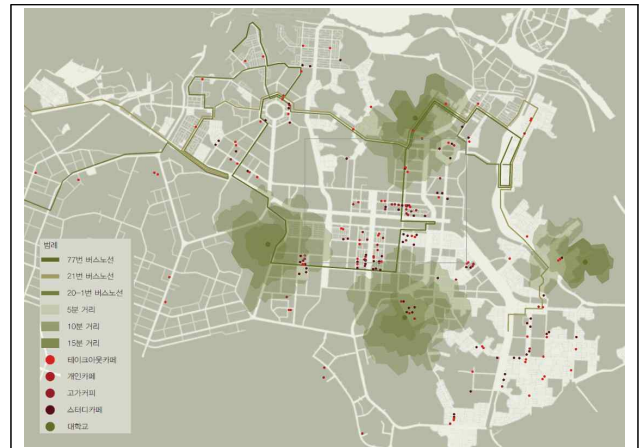 범례
77번 버스노선
21번 버스노선
20-1번 버스노선
5분 거리
10분 거리
15분 거리
테이크아웃카페
개인카페
고가커피
스터디카페
대학교